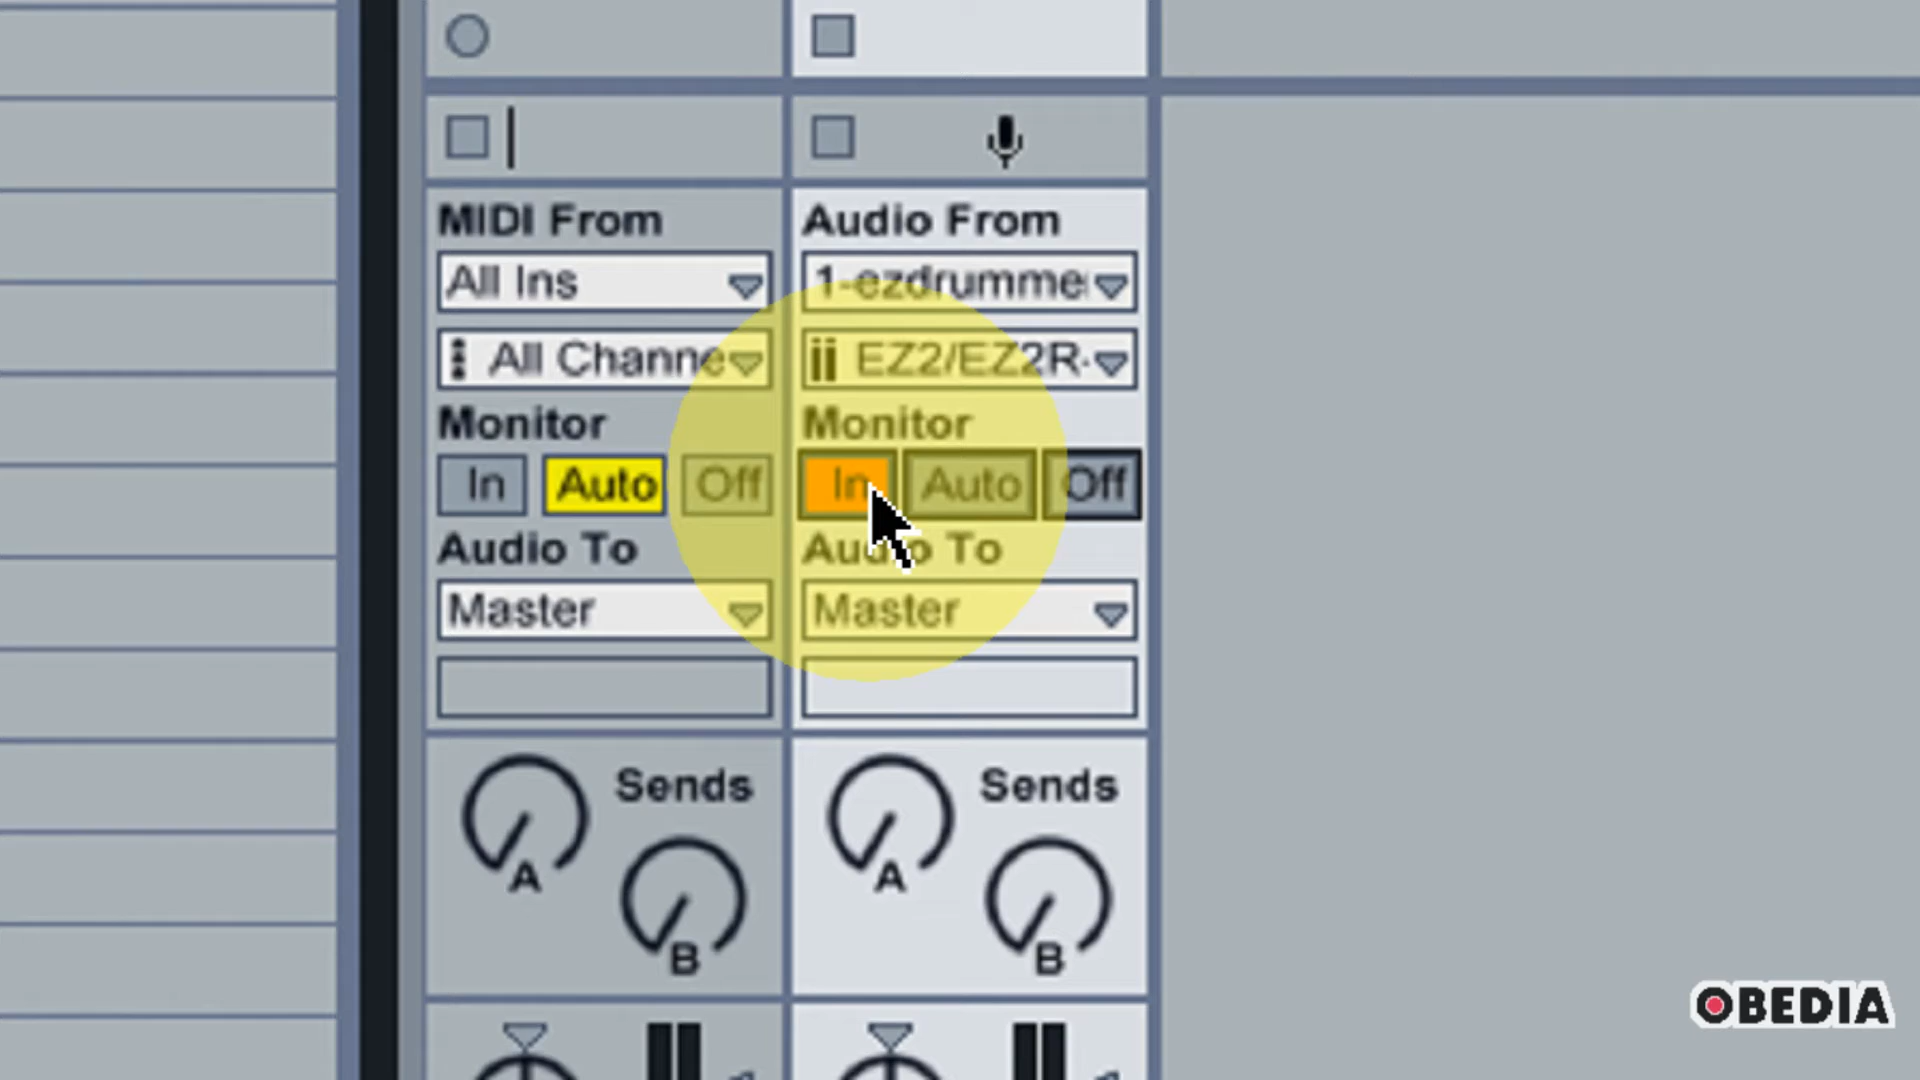 MIDI From
All Ins
All Channe
Monitor
In Auto Off
Audio To
Master
Sends
A
B
Audio From
1-ezdrumme
EZ2/EZ2R-
Monitor
In Auto Off
Audio To
Master
Sends
A
B
OBEDIA